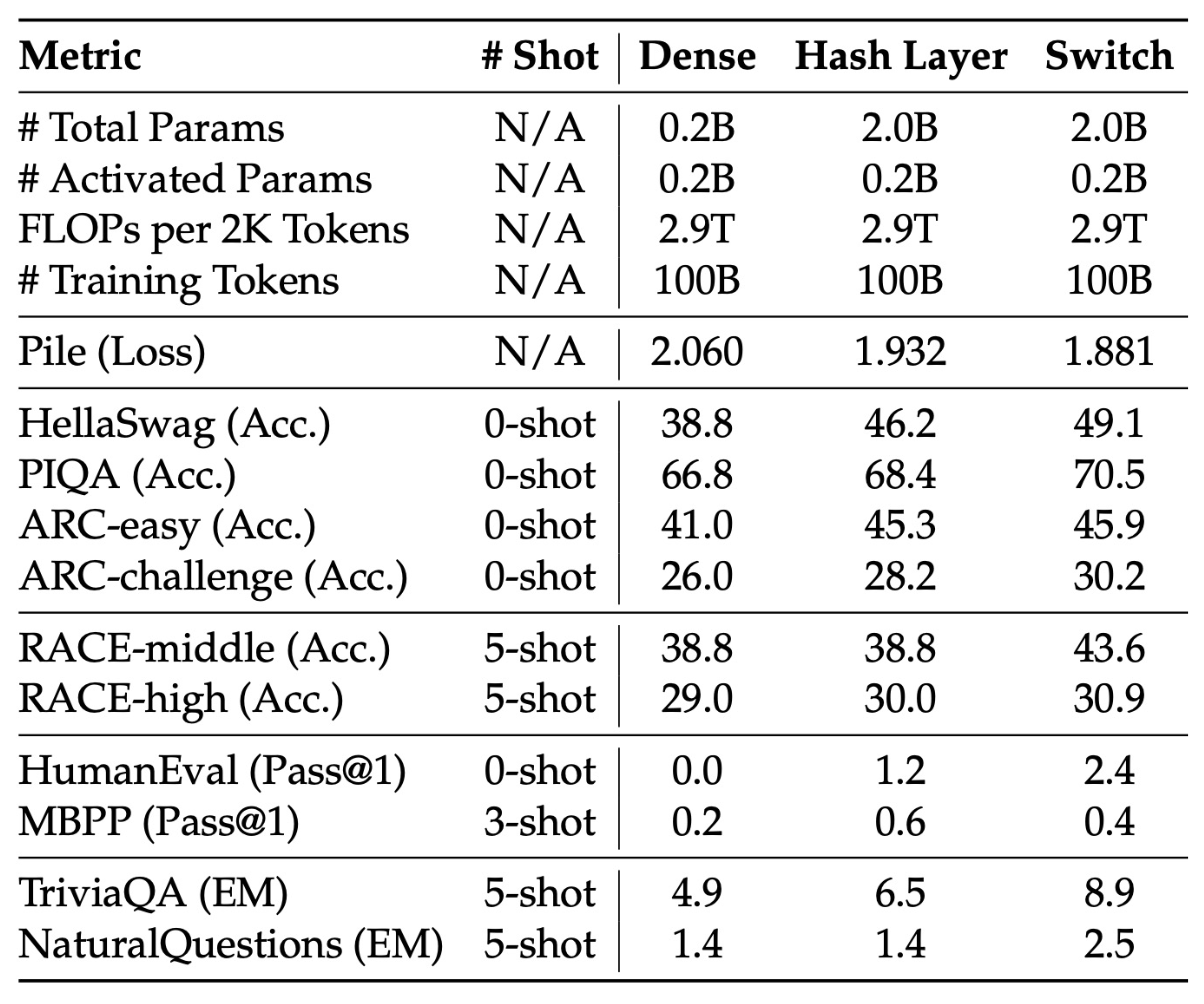 Metric # Shot Dense Hash Layer Switch
# Total Params N/A 0.2B 2.0B 2.0B
# Activated Params N/A 0.2B 0.2B 0.2B
FLOPs per 2K Tokens N/A 2.9T 2.9T 2.9T
# Training Tokens N/A 100B 100B 100B
Pile (Loss) N/A 2.060 1.932 1.881
HellaSwag (Acc.) 0-shot 38.8 46.2 49.1
PIQA (Acc.) 0-shot 66.8 68.4 70.5
ARC-easy (Acc.) 0-shot 41.0 45.3 45.9
ARC-challenge (Acc.) 0-shot 26.0 28.2 30.2
RACE-middle (Acc.) 5-shot 38.8 38.8 43.6
RACE-high (Acc.) 5-shot 29.0 30.0 30.9
HumanEval (Pass@1) 0-shot 0.0 1.2 2.4
MBPP (Pass@1) 3-shot 0.2 0.6 0.4
TriviaQA (EM) 5-shot 4.9 6.5 8.9
NaturalQuestions (EM) 5-shot 1.4 1.4 2.5